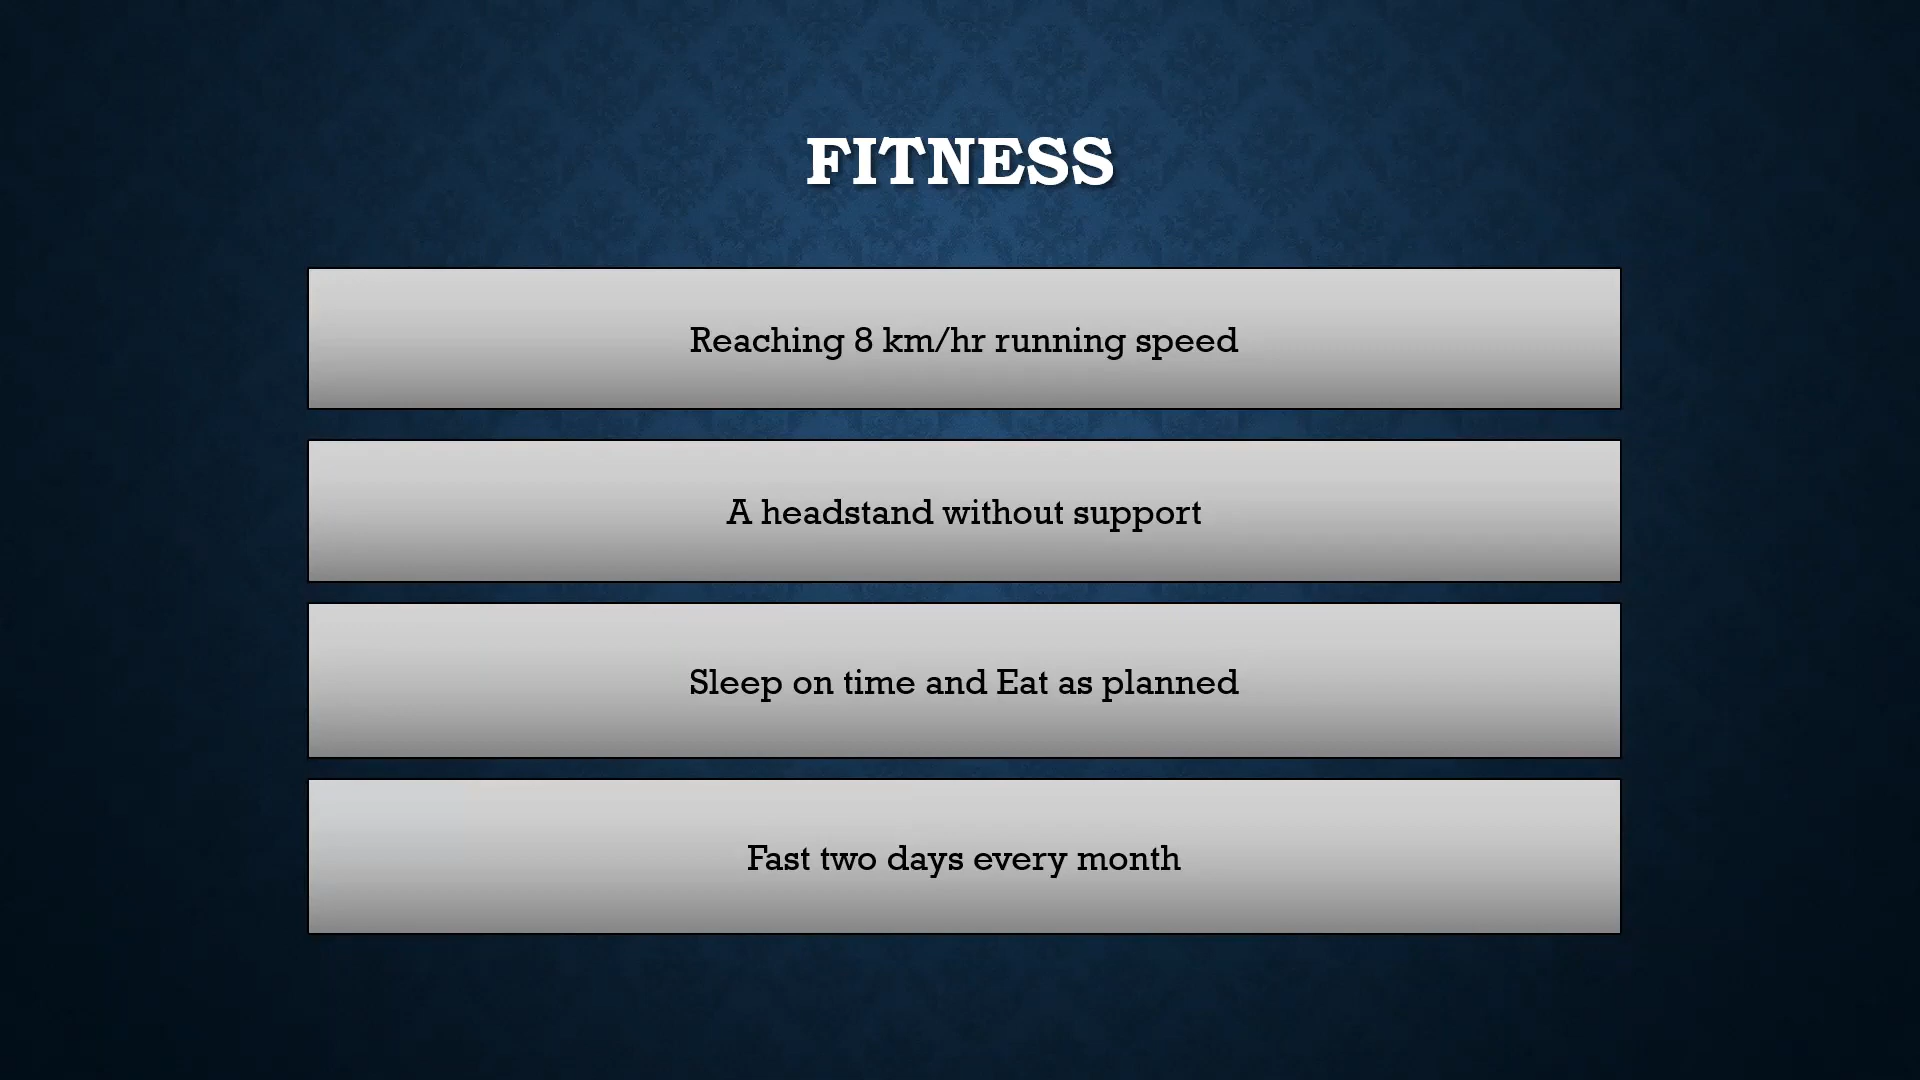 FITNESS
Reaching 8 km/hr running speed
A headstand without support
Sleep on time and Eat as planned
Fast two days every month